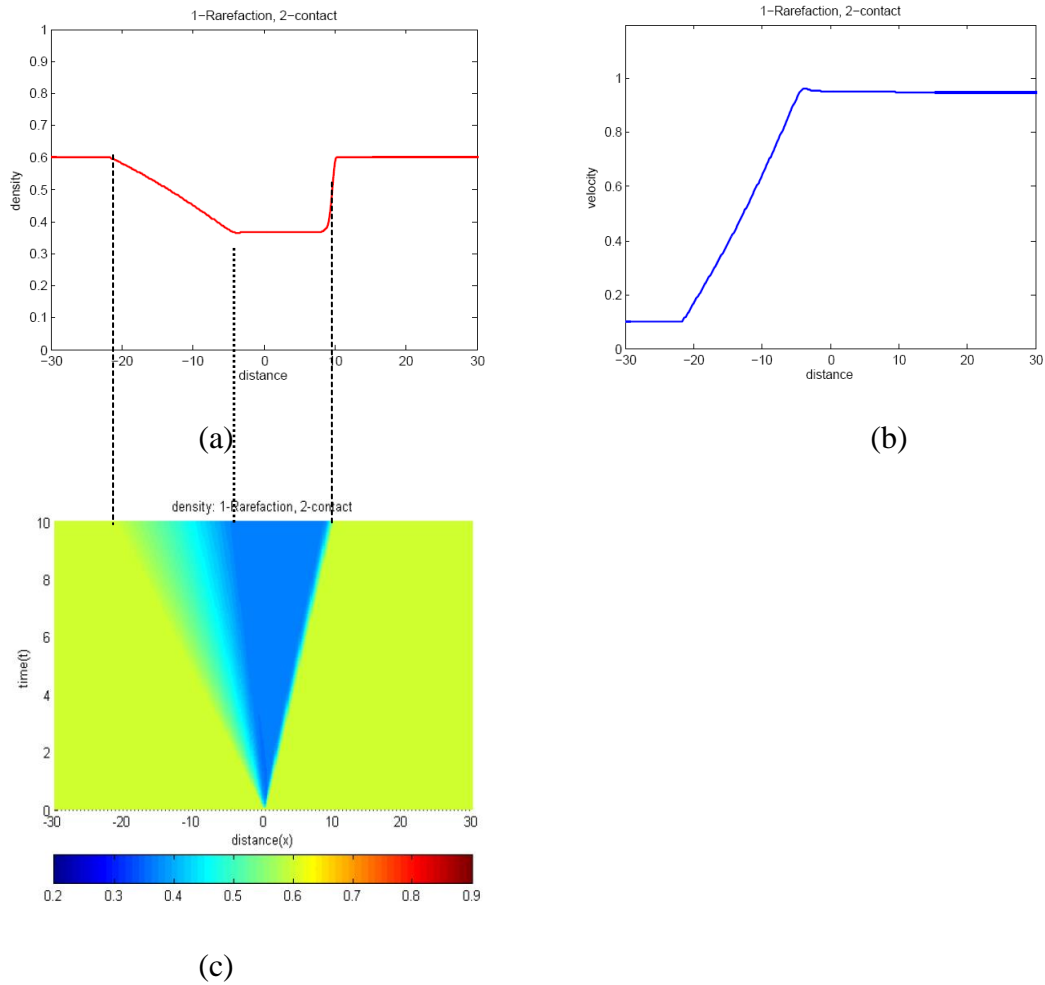 1−Rarefaction, 2−contact
1
0.9
0.8
0.7
0.6
0.5
0.4
0.3
0.2
0.1
0
density
−30 −20 −10 0 10 20 30
distance
(a)
1−Rarefaction, 2−contact
1
0.8
0.6
0.4
0.2
0
velocity
−30 −20 −10 0 10 20 30
distance
(b)
density: 1-Rarefaction, 2-contact
10
8
6
4
2
0
time(t)
-30 -20 -10 0 10 20 30
distance(x)
0.2 0.3 0.4 0.5 0.6 0.7 0.8 0.9
(c)